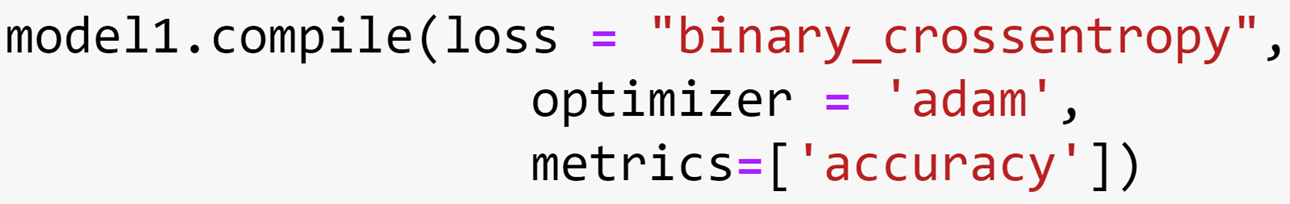 model1.compile(loss = "binary_crossentropy",
optimizer = 'adam',
metrics=['accuracy'])